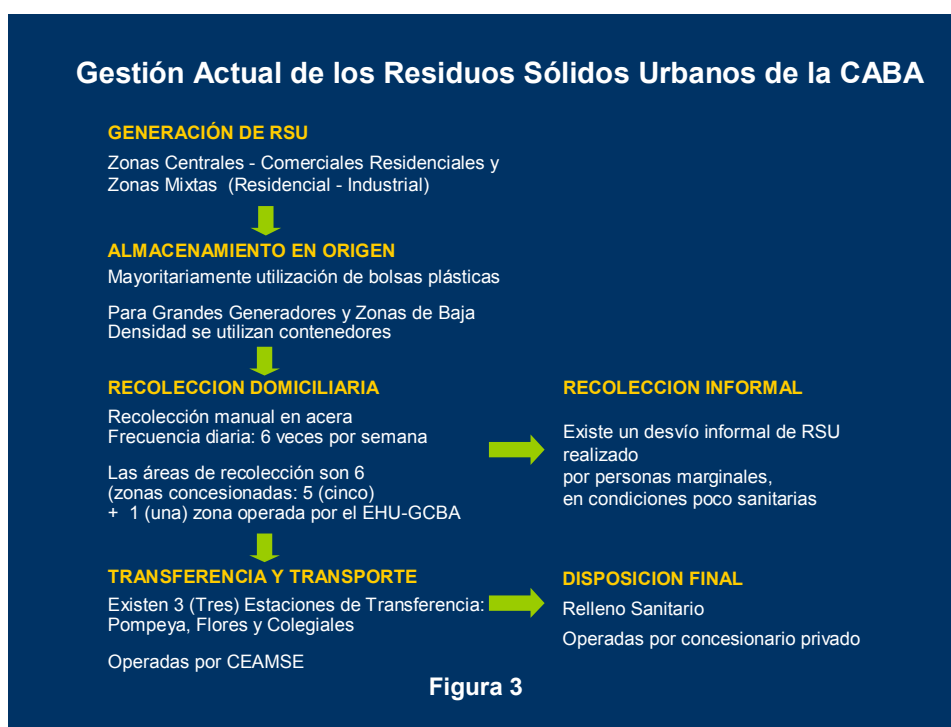 Gestión Actual de los Residuos Sólidos Urbanos de la CABA
GENERACIÓN DE RSU
Zonas Centrales - Comerciales Residenciales y
Zonas Mixtas (Residencial - Industrial)
ALMACENAMIENTO EN ORIGEN
Mayoritariamente utilización de bolsas plásticas
Para Grandes Generadores y Zonas de Baja
Densidad se utilizan contenedores
RECOLECCION DOMICILIARIA
Recolección manual en acera
Frecuencia diaria: 6 veces por semana
Las áreas de recolección son 6
(zonas concesionadas: 5 (cinco)
+ 1 (una) zona operada por el EHU-GCBA
RECOLECCION INFORMAL
Existe un desvío informal de RSU
realizado
por personas marginales,
en condiciones poco sanitarias
TRANSFERENCIA Y TRANSPORTE
Existen 3 (Tres) Estaciones de Transferencia:
Pompeya, Flores y Colegiales
Operadas por CEAMSE
DISPOSICION FINAL
Relleno Sanitario
Operadas por concesionario privado
Figura 3